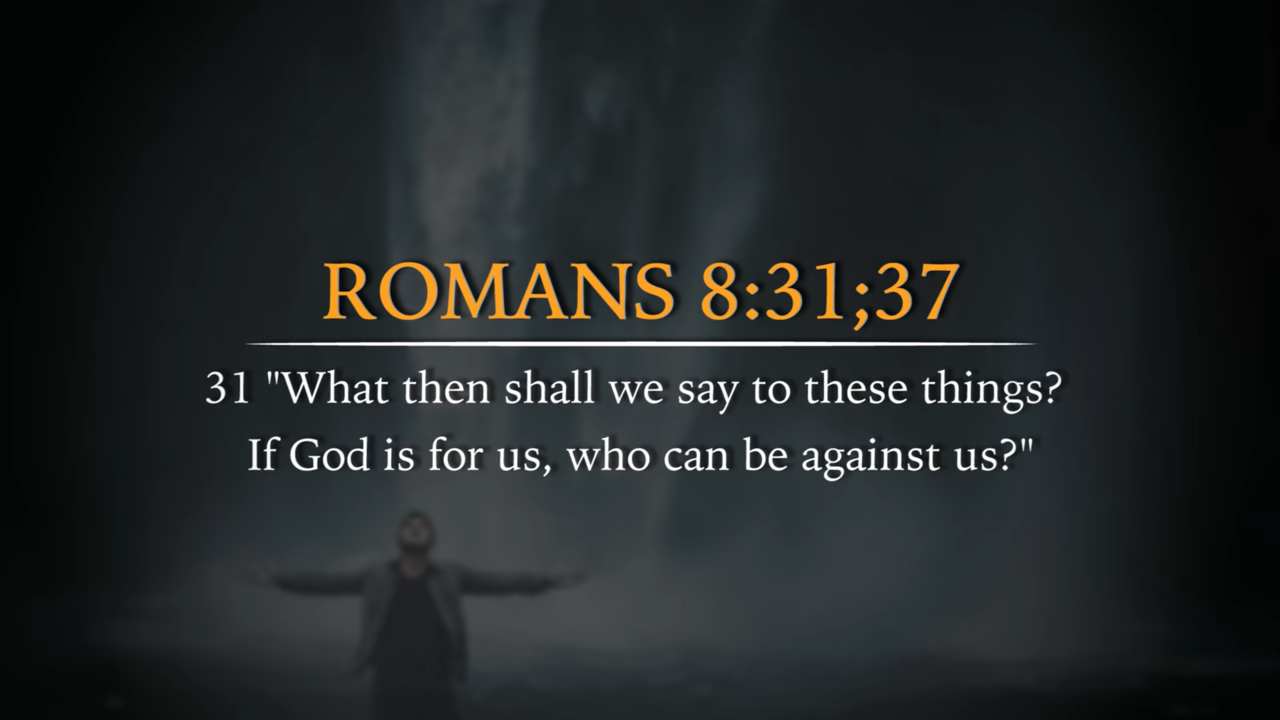 ROMANS 8:31;37
31 "What then shall we say to these things?
If God is for us, who can be against us?"